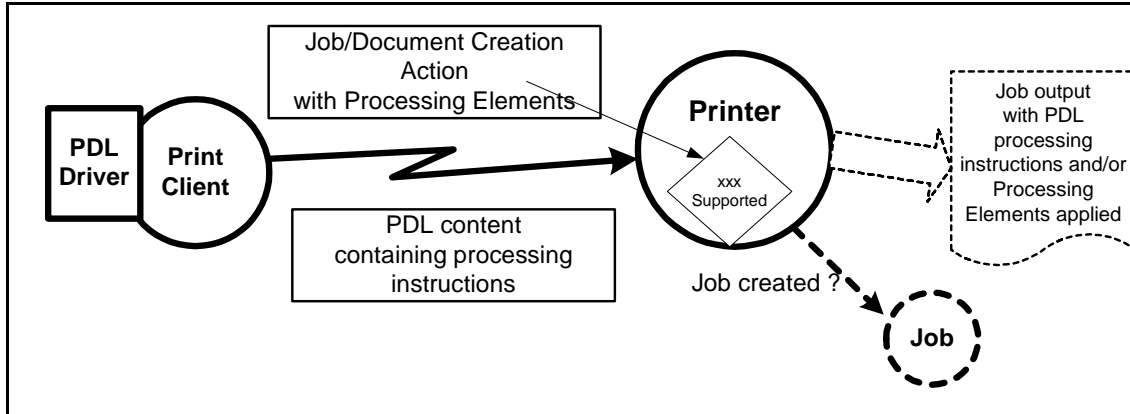 Job/Document Creation
Action
with Processing Elements
PDL
Driver
Print
Client
PDL content
containing processing
instructions
Printer
xxx
Supported
Job created ?
Job
Job output
with PDL
processing
instructions and/or
Processing
Elements applied